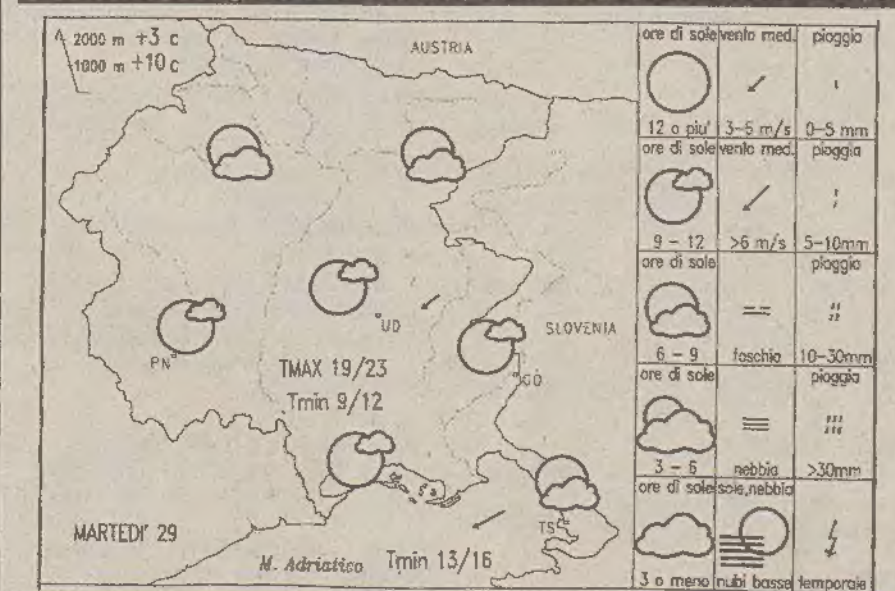 2000 m +3 c
1000 m +10 c
AUSTRIA
UD
SLOVENIA
PN
GO
TMAX 19/23
Tmin 9/12
TS
MARTEDI' 29
M. Adriatico
Tmin 13/16
ore di sole vento med. pioggia
12 o piu' 3-6 m/s 0-5 mm
ore di sole vento med. pioggia
9 - 12 >6 m/s 5-10mm
ore di sole pioggia
6 - 9 foschia 10-30mm
ore di sole pioggia
3 - 6 nebbia >30mm
ore di sole sole,nebbia
3 o meno nubi basse temporale